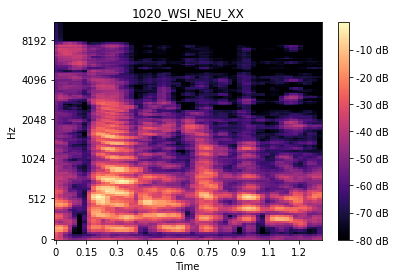 1020_WSI_NEU_XX
8192
4096
2048
1024
512
0
Hz
0 0.15 0.3 0.45 0.6 0.75 0.9 1.1 1.2
Time
-10 dB
-20 dB
-30 dB
-40 dB
-50 dB
-60 dB
-70 dB
-80 dB